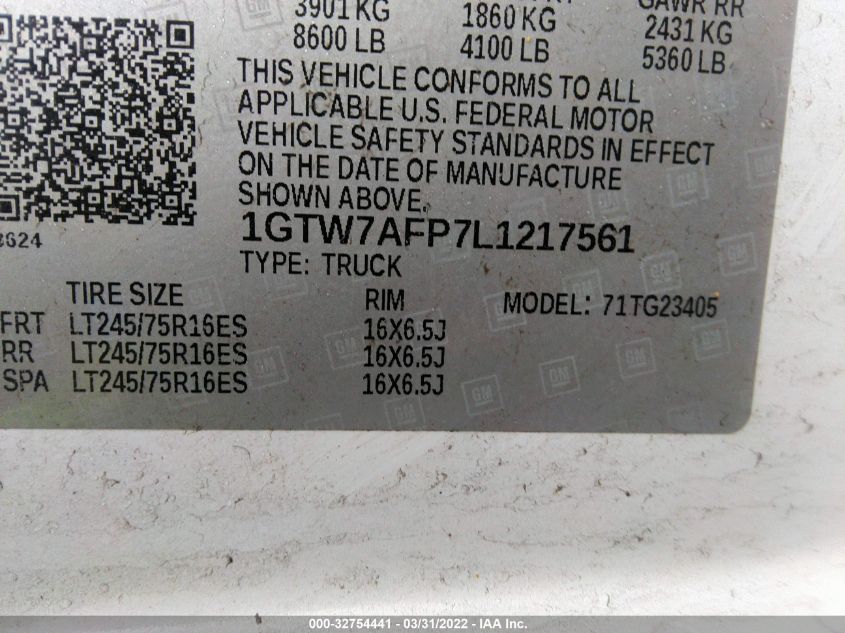 3901 KG 1860 KG 2431 KG
8600 LB 4100 LB 5360 LB
THIS VEHICLE CONFORMS TO ALL
APPLICABLE U.S. FEDERAL MOTOR
VEHICLE SAFETY STANDARDS IN EFFECT
ON THE DATE OF MANUFACTURE
SHOWN ABOVE.
1GTW7AFP7L1217561
3624
TYPE: TRUCK
TIRE SIZE RIM MODEL: 71TG23405
FRT LT245/75R16ES 16X6.5J
RR LT245/75R16ES 16X6.5J
SPA LT245/75R16ES 16X6.5J
GM
000-32754441 - 03/31/2022 - IAA Inc.